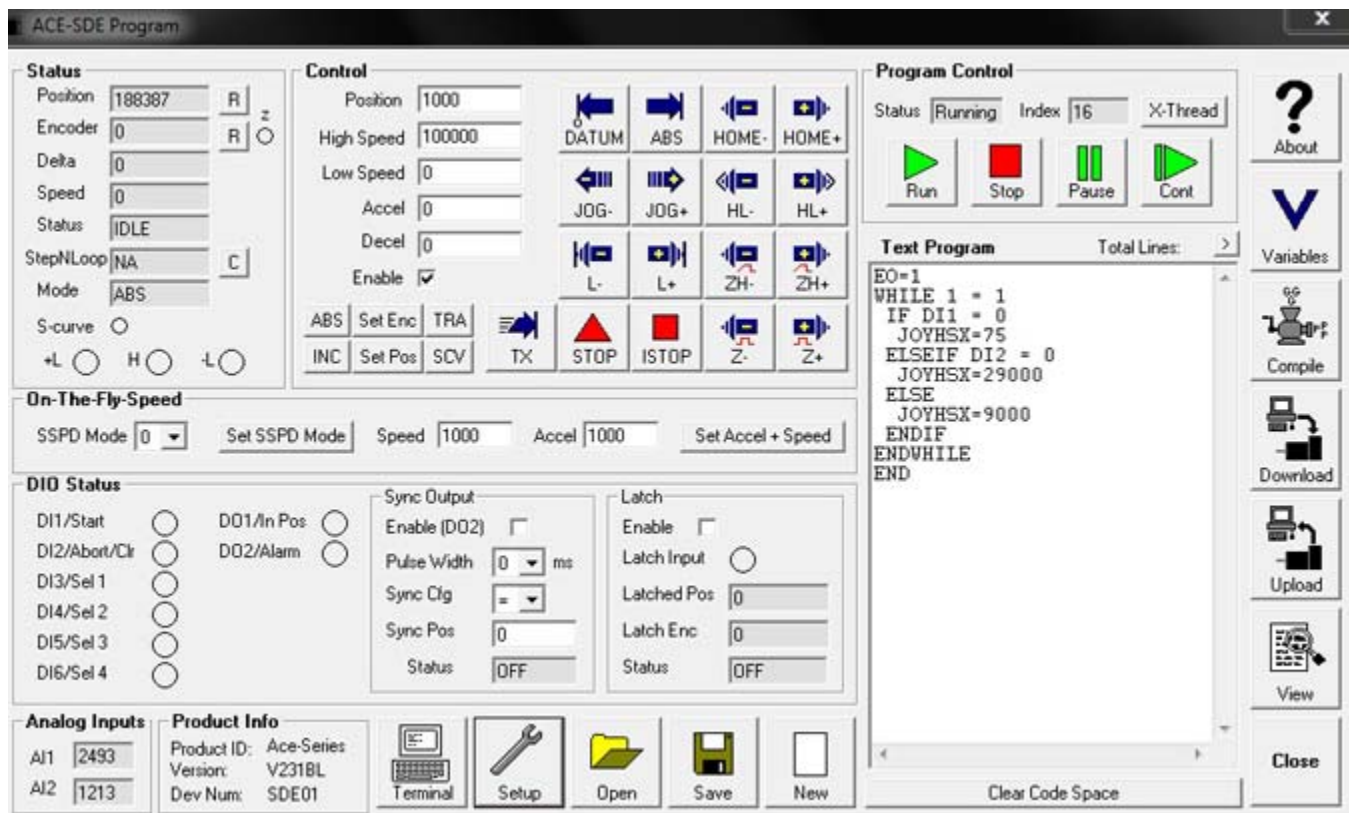 ACE-SDE Program
x
Status
Position 188387 R
Z
Encoder 0 R
Delta 0
Speed 0
Status IDLE
StepNLoop NA C
Mode ABS
S-curve
+L H -L
Control
Position 1000
High Speed 100000
Low Speed 0
Accel 0
Decel 0
Enable
ABS Set Enc TRA
INC Set Pos SCV
DATUM ABS HOME- HOME+
JOG- JOG+ HL- HL+
L- L+ ZH- ZH+
TX STOP ISTOP Z- Z+
Program Control
Status Running Index 16 X-Thread
Run Stop Pause Cont
Text Program Total Lines: >
EO=1
WHILE 1 = 1
IF DI1 = 0
JOYHSX=75
ELSEIF DI2 = 0
JOYHSX=29000
ELSE
JOYHSX=9000
ENDIF
ENDWHILE
END
Clear Code Space
? About
V Variables
Compile
Download
Upload
View
Close
On-The-Fly-Speed
SSPD Mode 0 Set SSPD Mode Speed 1000 Accel 1000 Set Accel + Speed
DIO Status
DI1/Start DO1/In Pos
DI2/Abort/Clr DO2/Alarm
DI3/Sel 1
DI4/Sel 2
DI5/Sel 3
DI6/Sel 4
Sync Output
Enable (DO2)
Pulse Width 0 ms
Sync Cfg =
Sync Pos 0
Status OFF
Latch
Enable
Latch Input
Latched Pos 0
Latch Enc 0
Status OFF
Analog Inputs
AI1 2493
AI2 1213
Product Info
Product ID: Ace-Series
Version: V231BL
Dev Num: SDE01
Terminal Setup Open Save New